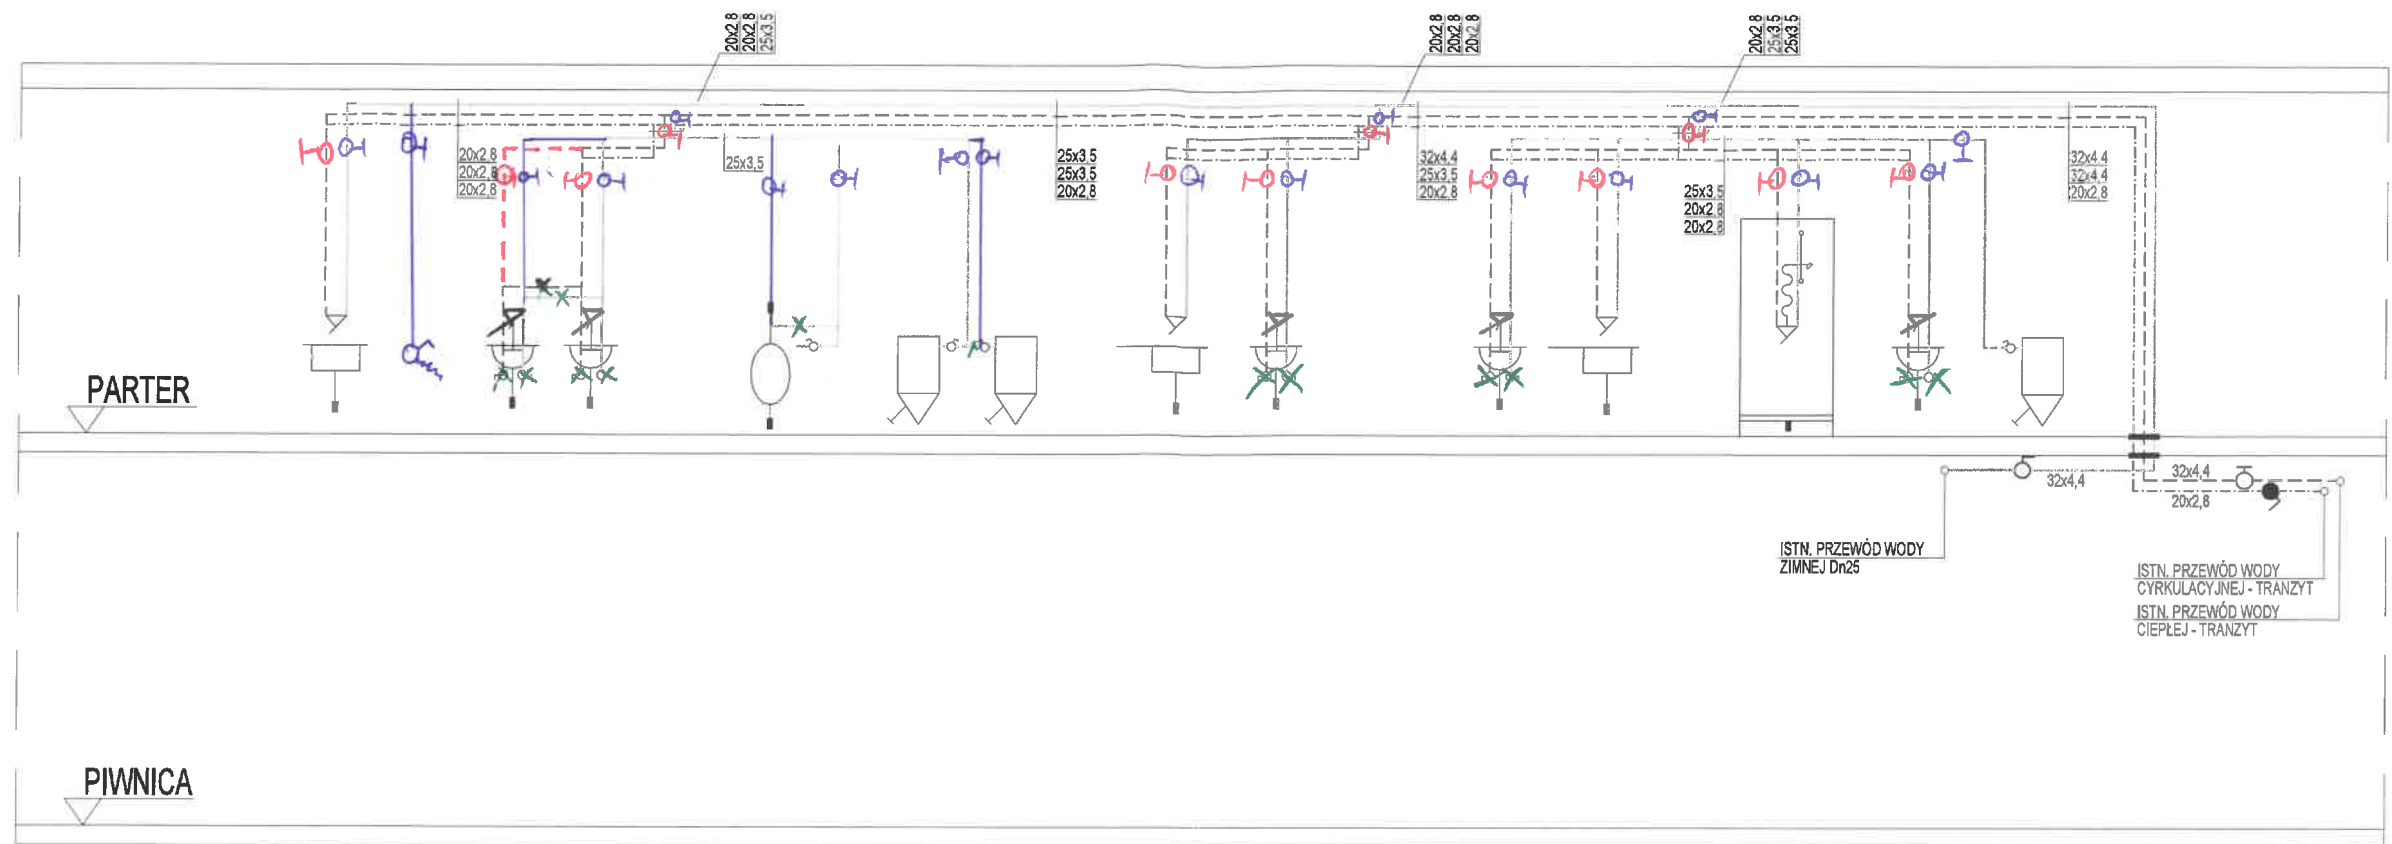 20x2,8
20x2,8
25x3,5
20x2,8
20x2,8
20x2,8
20x2,8
25x3,5
25x3,5
20x2,8
20x2,8
20x2,8
25x3,5
25x3,5
25x3,5
20x2,8
32x4,4
25x3,5
20x2,8
25x3,5
20x2,8
20x2,8
32x4,4
32x4,4
20x2,8
PARTER
32x4,4
32x4,4
20x2,8
ISTN. PRZEWÓD WODY
ZIMNEJ Dn25
ISTN. PRZEWÓD WODY
CYRKULACYJNEJ - TRANZYT
ISTN. PRZEWÓD WODY
CIEPŁEJ - TRANZYT
PIWNICA